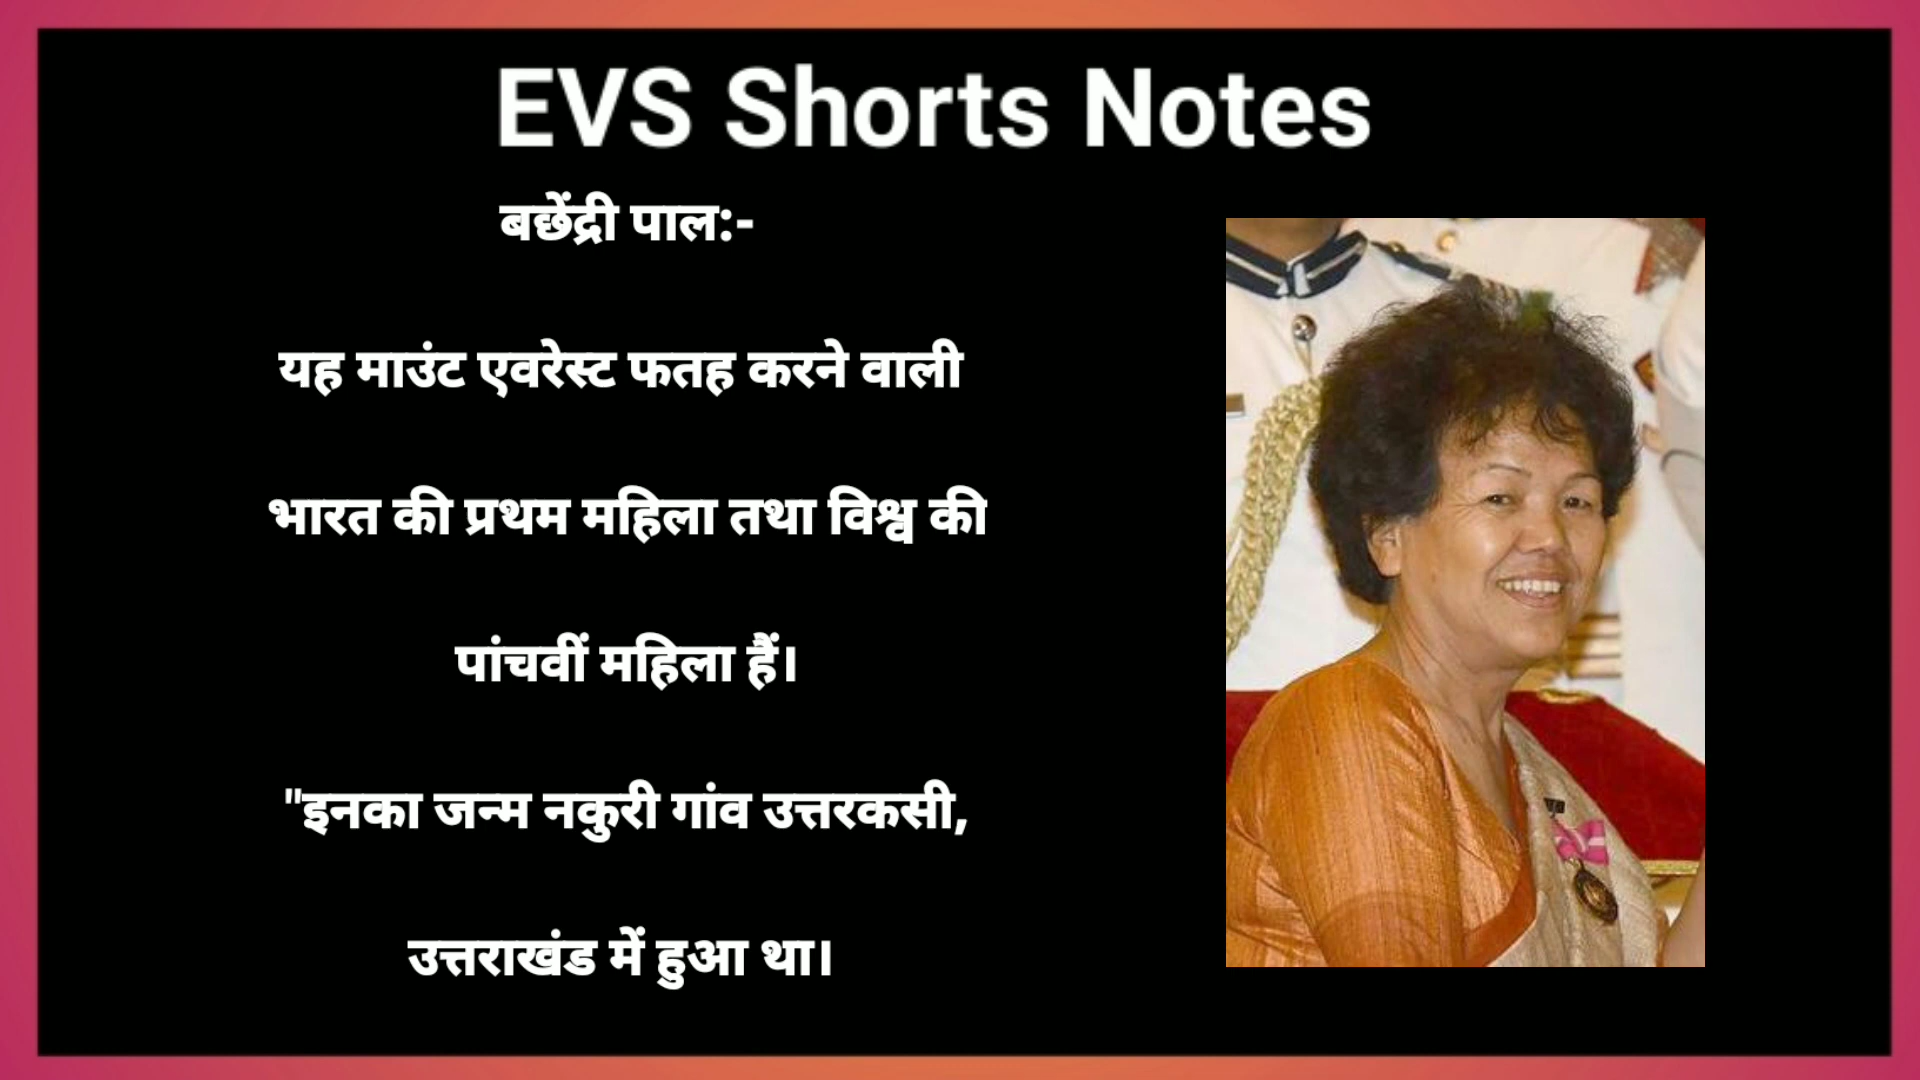 EVS Shorts Notes
बछेंद्री पाल:-
यह माउंट एवरेस्ट फतह करने वाली
भारत की प्रथम महिला तथा विश्व की
पांचवीं महिला हैं।
"इनका जन्म नकुरी गांव उत्तरकसी,
उत्तराखंड में हुआ था।